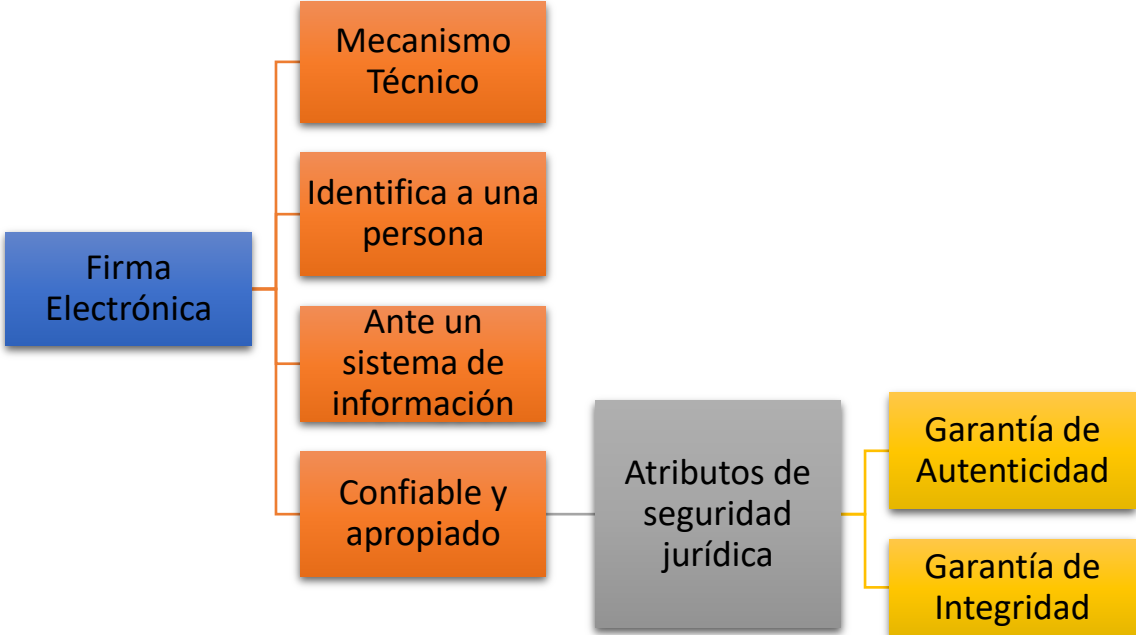 Mecanismo
Técnico
Identifica a una
persona
Firma
Electrónica
Ante un
sistema de
información
Confiable y
apropiado
Atributos de
seguridad
jurídica
Garantía de
Autenticidad
Garantía de
Integridad